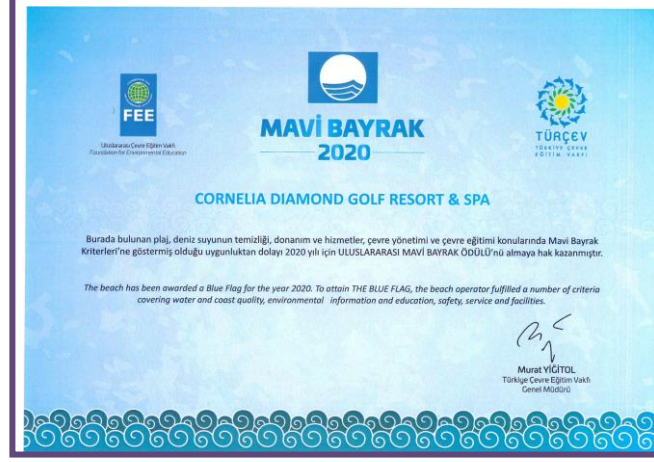 FEE
Uluslararası Çevre Eğitim Vakfı
Foundation for Environmental Education
MAVİ BAYRAK
2020
TÜRÇEV
TÜRKİYE ÇEVRE
EĞİTİM VAKFI
CORNELIA DIAMOND GOLF RESORT & SPA
Burada bulunan plaj, deniz suyunun temizliği, donanım ve hizmetler, çevre yönetimi ve çevre eğitimi konularında Mavi Bayrak
Kriterleri'ne göstermiş olduğu uygunluktan dolayı 2020 yılı için ULUSLARARASI MAVİ BAYRAK ÖDÜLÜ'nü almaya hak kazanmıştır.
The beach has been awarded a Blue Flag for the year 2020. To attain THE BLUE FLAG, the beach operator fulfilled a number of criteria
covering water and coast quality, environmental information and education, safety, service and facilities.
Murat YİĞİTOL
Türkiye Çevre Eğitim Vakfı
Genel Müdürü